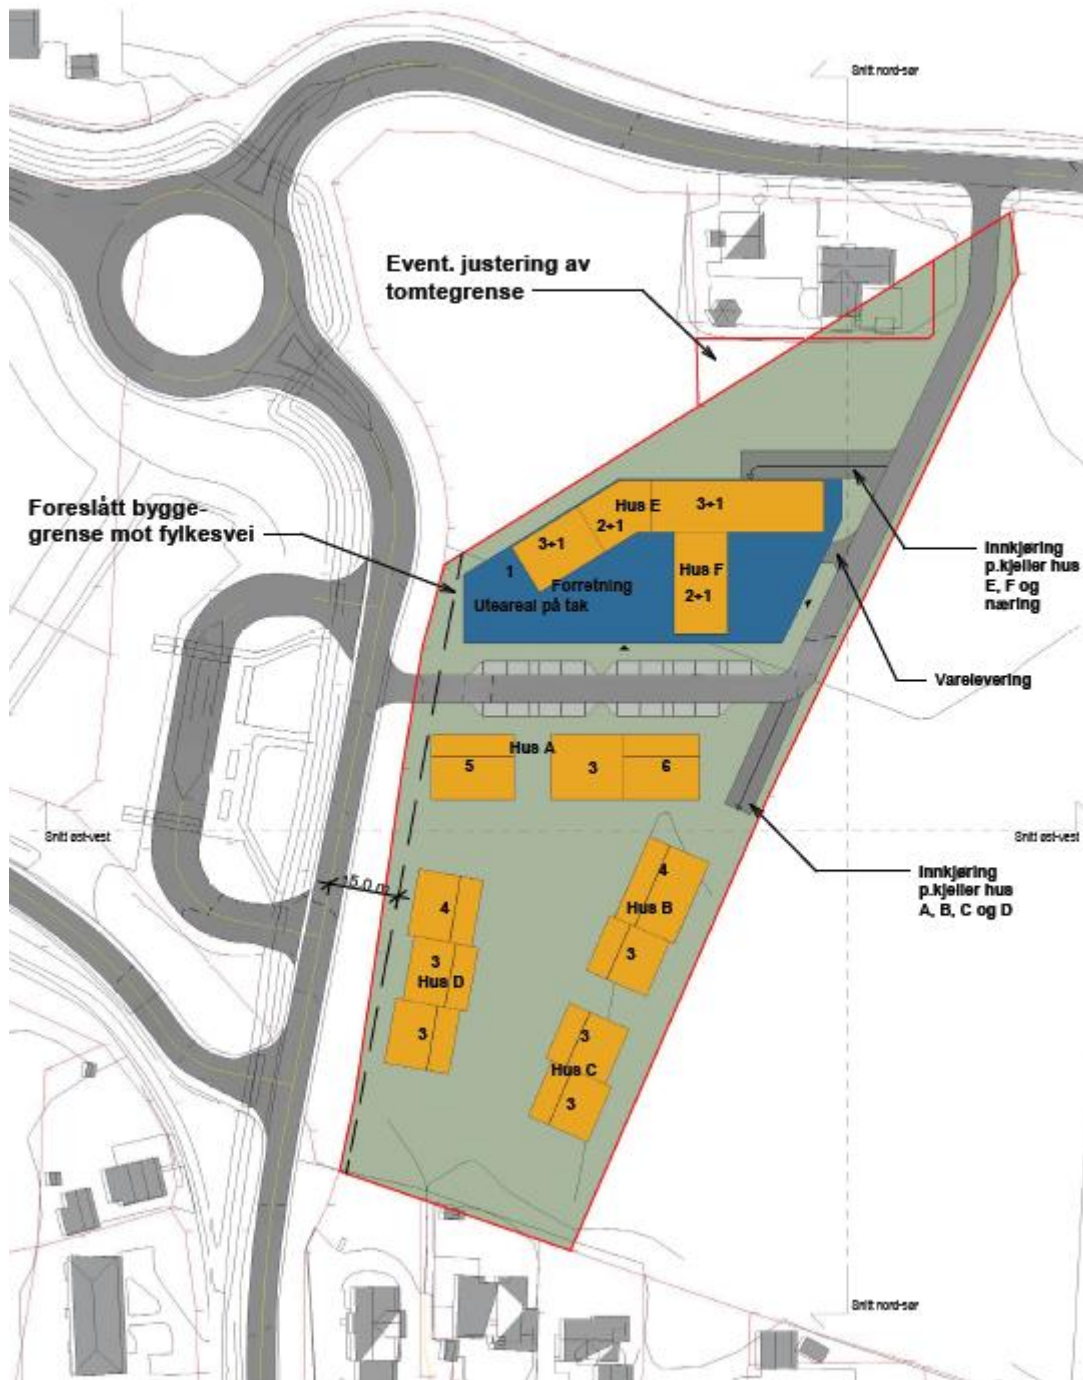 Snitt nord-sør
Event. justering av
tomtegrense
Foreslått bygge-
grense mot fylkesvei
Hus E
3+1
2+1
3+1
1
Forretning
Uteareal på tak
Hus F
2+1
Innkjøring
p.kjeller hus
E, F og
næring
Varelevering
Hus A
5
3
6
Snitt øst-vest
Snitt øst-vest
15,0 m
4
3
Hus D
3
4
Hus B
3
Innkjøring
p.kjeller hus
A, B, C og D
3
Hus C
3
Snitt nord-sør